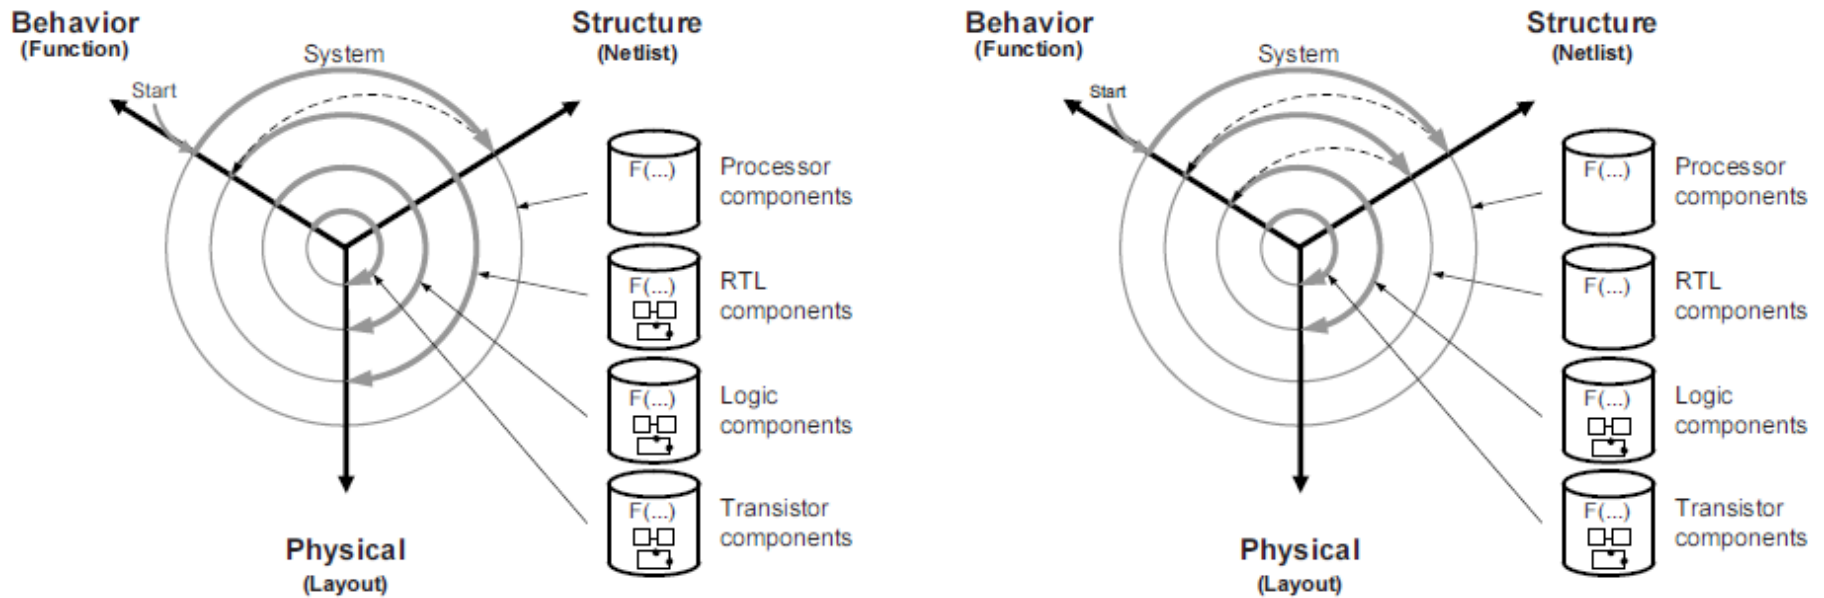 Behavior
(Function)
System
Structure
(Netlist)
Start
F(...)
Processor
components
F(...)
RTL
components
F(...)
Logic
components
F(...)
Transistor
components
Physical
(Layout)
Behavior
(Function)
System
Structure
(Netlist)
Start
F(...)
Processor
components
F(...)
RTL
components
F(...)
Logic
components
F(...)
Transistor
components
Physical
(Layout)